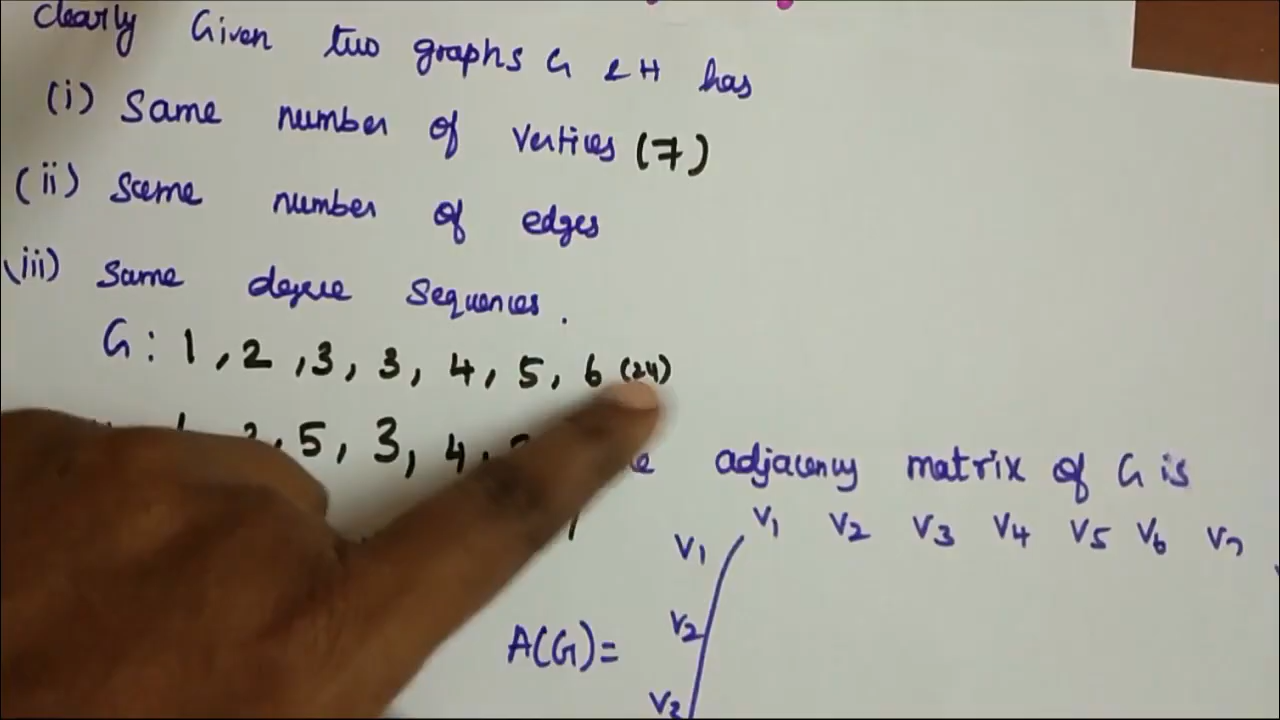 Clearly Given two graphs G & H has
(i) Same number of Vertices (7)
(ii) Same number of edges
(iii) Same degree Sequences.
G: 1, 2, 3, 3, 4, 5, 6 (24)
5, 3, 4,
adjacency matrix of G is
V1 V2 V3 V4 V5 V6 V7
V1
A(G)= V2
V3